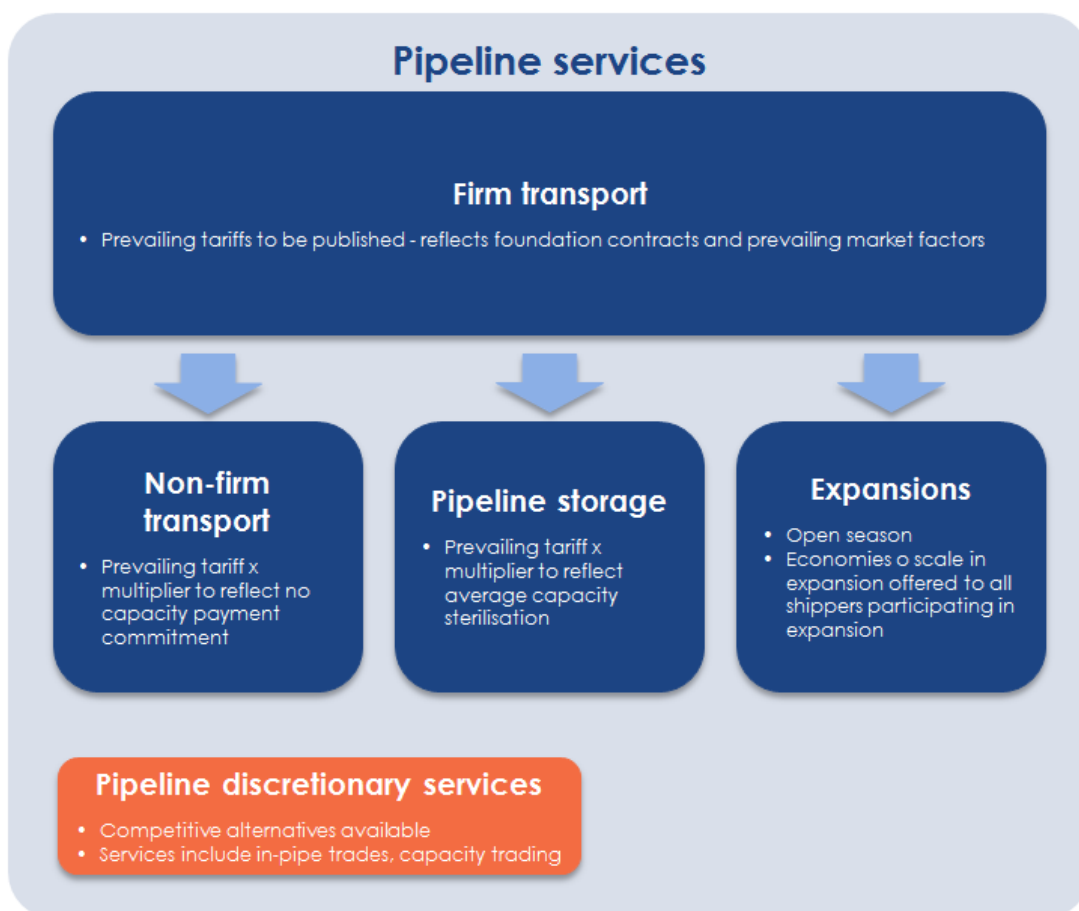 Pipeline services
Firm transport
• Prevailing tariffs to be published - reflects foundation contracts and prevailing market factors
Non-firm
transport
• Prevailing tariff x
multiplier to reflect no
capacity payment
commitment
Pipeline storage
• Prevailing tariff x
multiplier to reflect
average capacity
sterilisation
Expansions
• Open season
• Economies o scale in
expansion offered to all
shippers participating in
expansion
Pipeline discretionary services
• Competitive alternatives available
• Services include in-pipe trades, capacity trading